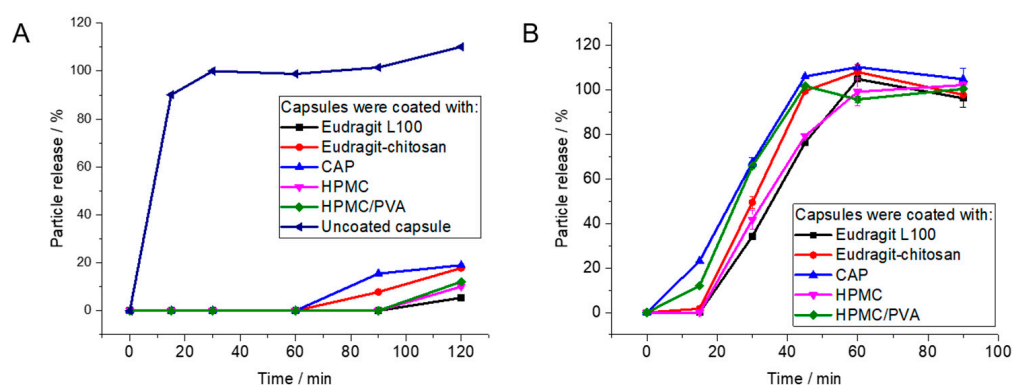 A
120
100
80
60
40
20
0
Particle release / %
Capsules were coated with:
Eudragit L100
Eudragit-chitosan
CAP
HPMC
HPMC/PVA
Uncoated capsule
0 20 40 60 80 100 120
Time / min
B
120
100
80
60
40
20
0
Particle release / %
Capsules were coated with:
Eudragit L100
Eudragit-chitosan
CAP
HPMC
HPMC/PVA
0 20 40 60 80 100
Time / min